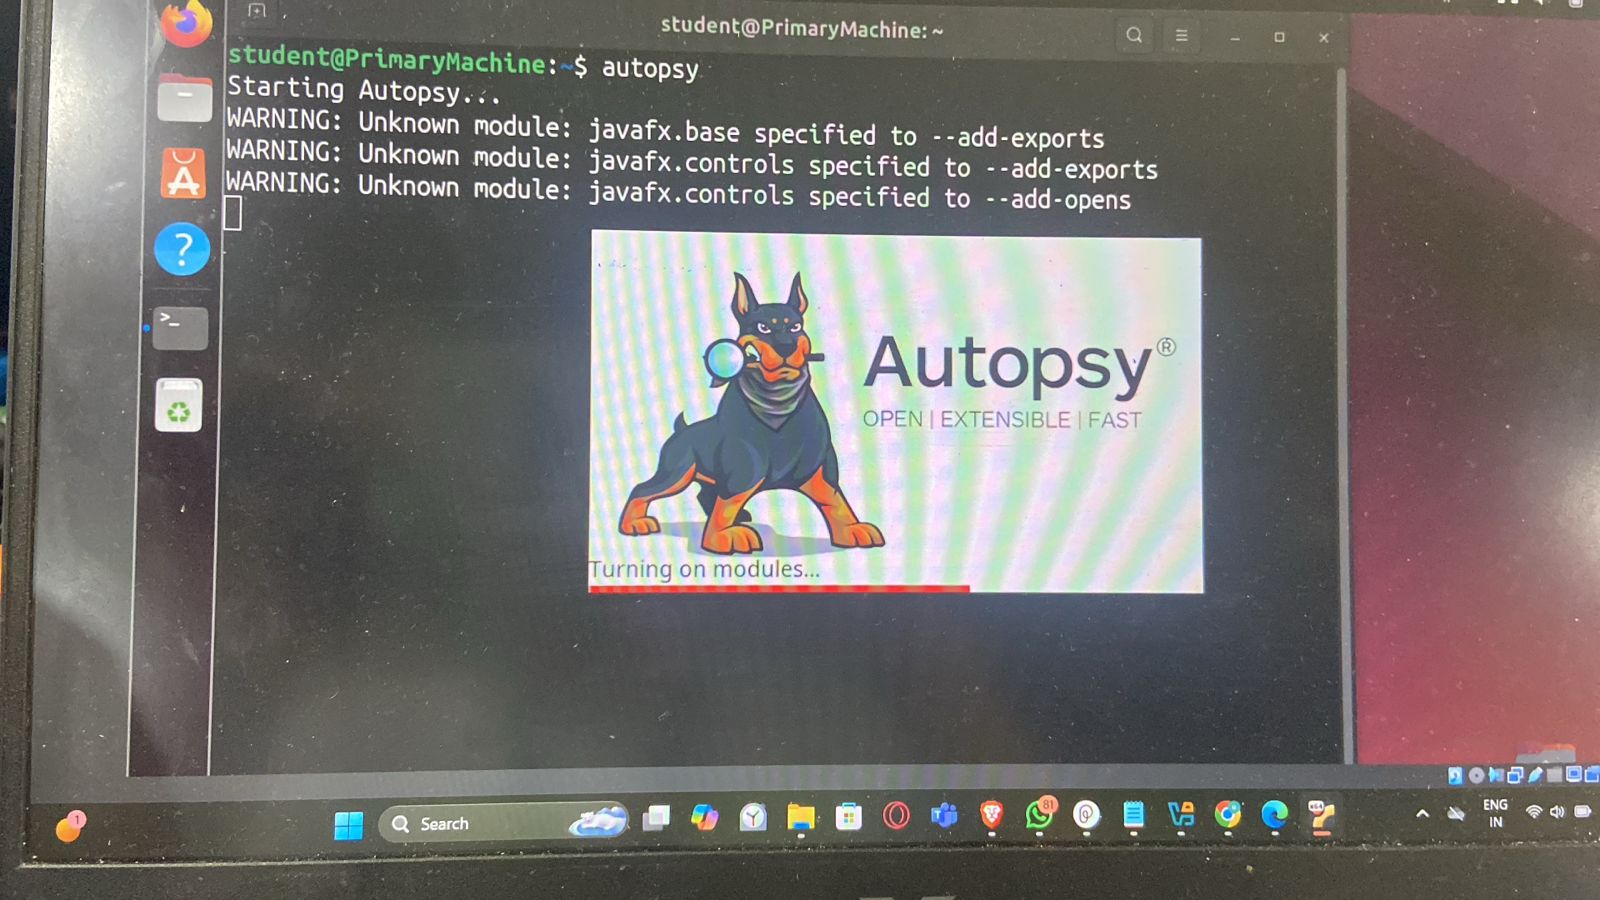 student@PrimaryMachine: ~
student@PrimaryMachine:~$ autopsy
Starting Autopsy...
WARNING: Unknown module: javafx.base specified to --add-exports
WARNING: Unknown module: javafx.controls specified to --add-exports
WARNING: Unknown module: javafx.controls specified to --add-opens
Autopsy®
OPEN | EXTENSIBLE | FAST
Turning on modules...
1
Search
81
ENG
IN